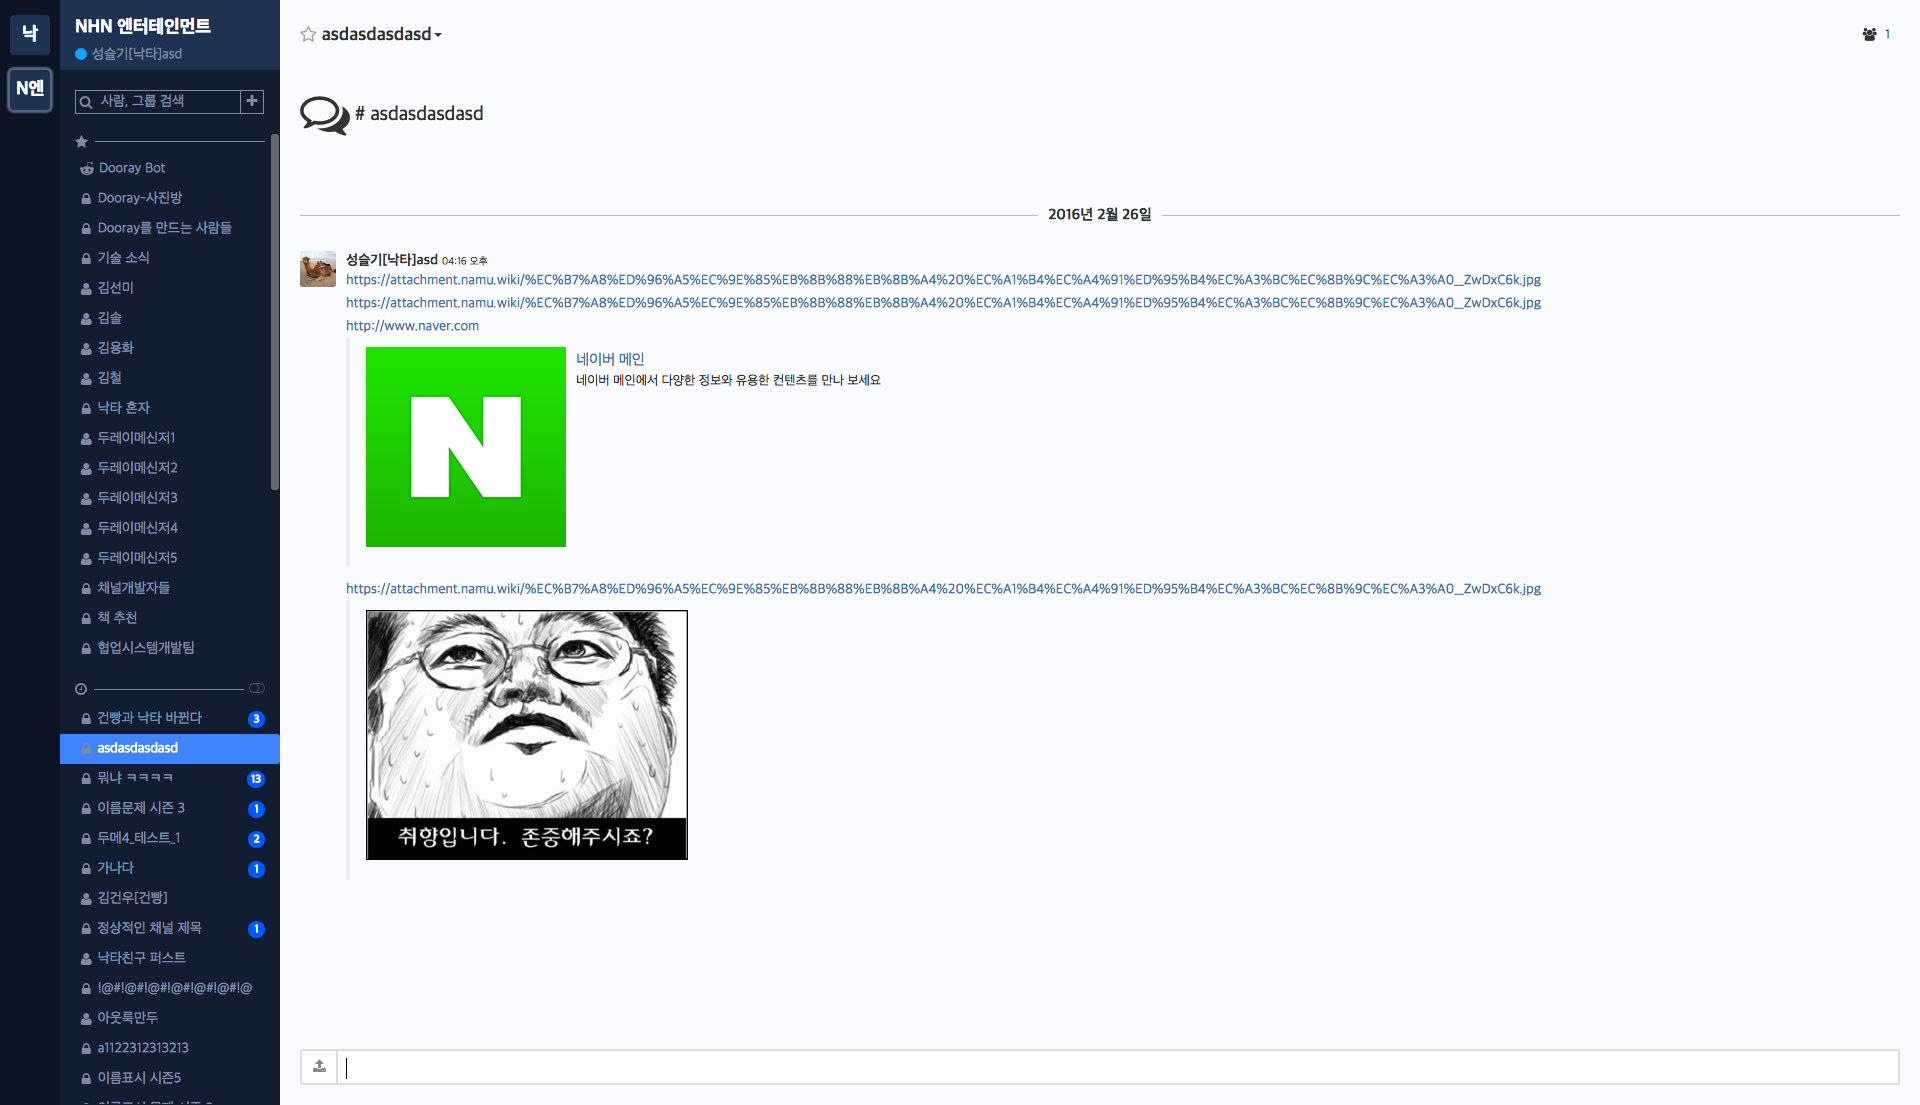 낙
N엔
NHN 엔터테인먼트
성슬기[낙타]asd
사람, 그룹 검색
Dooray Bot
Dooray-사진방
Dooray를 만드는 사람들
기술 소식
김선미
김솔
김용화
김철
낙타 혼자
두레이메신저1
두레이메신저2
두레이메신저3
두레이메신저4
두레이메신저5
채널개발자들
책 추천
협업시스템개발팀
건빵과 낙타 바뀐다 3
asdasdasdasd
뭐냐 ㅋㅋㅋㅋ 13
이름문제 시즌 3 1
두메4_테스트_1 2
가나다 1
김건우[건빵]
정상적인 채널 제목 1
낙타친구 퍼스트
!@#!@#!@#!@#!@#!@#!@
아웃룩만두
a1122312313213
이름표시 시즌5
asdasdasdasd
1
# asdasdasdasd
2016년 2월 26일
성슬기[낙타]asd 04:16 오후
https://attachment.namu.wiki/%EC%B7%A8%ED%96%A5%EC%9E%85%EB%8B%88%EB%8B%A4%20%EC%A1%B4%EC%A4%91%ED%95%B4%EC%A3%BC%EC%8B%9C%EC%A3%A0_ZwDxC6k.jpg
https://attachment.namu.wiki/%EC%B7%A8%ED%96%A5%EC%9E%85%EB%8B%88%EB%8B%A4%20%EC%A1%B4%EC%A4%91%ED%95%B4%EC%A3%BC%EC%8B%9C%EC%A3%A0_ZwDxC6k.jpg
http://www.naver.com
N
네이버 메인
네이버 메인에서 다양한 정보와 유용한 컨텐츠를 만나 보세요
https://attachment.namu.wiki/%EC%B7%A8%ED%96%A5%EC%9E%85%EB%8B%88%EB%8B%A4%20%EC%A1%B4%EC%A4%91%ED%95%B4%EC%A3%BC%EC%8B%9C%EC%A3%A0_ZwDxC6k.jpg
취향입니다. 존중해주시죠?